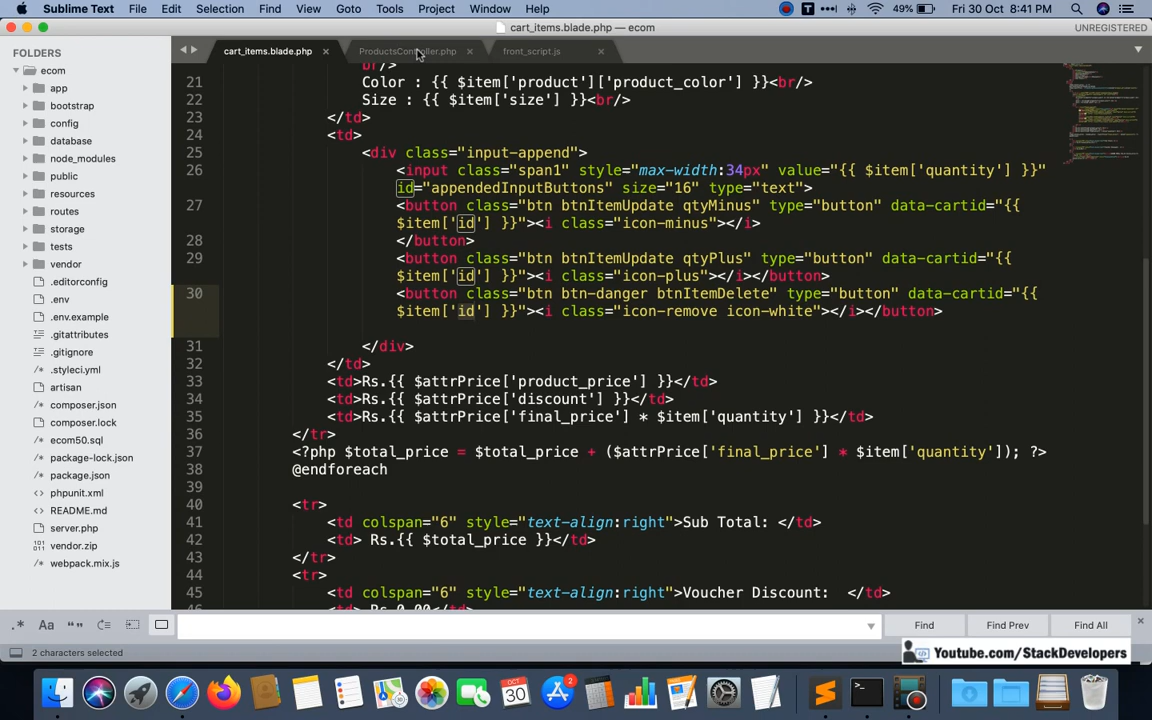 Sublime Text File Edit Selection Find View Goto Tools Project Window Help 49% Fri 30 Oct 8:41 PM
cart_items.blade.php — ecom UNREGISTERED
FOLDERS
ecom
app
bootstrap
config
database
node_modules
public
resources
routes
storage
tests
vendor
.editorconfig
.env
.env.example
.gitattributes
.gitignore
.styleci.yml
artisan
composer.json
composer.lock
ecom50.sql
package-lock.json
package.json
phpunit.xml
README.md
server.php
vendor.zip
webpack.mix.js
cart_items.blade.php × ProductsController.php × front_script.js ×
br/>
21 Color : {{ $item['product']['product_color'] }}<br/>
22 Size : {{ $item['size'] }}<br/>
23 </td>
24 <td>
25 <div class="input-append">
26 <input class="span1" style="max-width:34px" value="{{ $item['quantity'] }}"
id="appendedInputButtons" size="16" type="text">
27 <button class="btn btnItemUpdate qtyMinus" type="button" data-cartid="{{
$item['id'] }}"><i class="icon-minus"></i>
28 </button>
29 <button class="btn btnItemUpdate qtyPlus" type="button" data-cartid="{{
$item['id'] }}"><i class="icon-plus"></i></button>
30 <button class="btn btn-danger btnItemDelete" type="button" data-cartid="{{
$item['id'] }}"><i class="icon-remove icon-white"></i></button>
31 </div>
32 </td>
33 <td>Rs.{{ $attrPrice['product_price'] }}</td>
34 <td>Rs.{{ $attrPrice['discount'] }}</td>
35 <td>Rs.{{ $attrPrice['final_price'] * $item['quantity'] }}</td>
36 </tr>
37 <?php $total_price = $total_price + ($attrPrice['final_price'] * $item['quantity']); ?>
38 @endforeach
39
40 <tr>
41 <td colspan="6" style="text-align:right">Sub Total: </td>
42 <td> Rs.{{ $total_price }}</td>
43 </tr>
44 <tr>
45 <td colspan="6" style="text-align:right">Voucher Discount: </td>
46 <td> Rs.0.00</td>
.* Aa “” Find Find Prev Find All
2 characters selected
Youtube.com/StackDevelopers
OCT
30
2